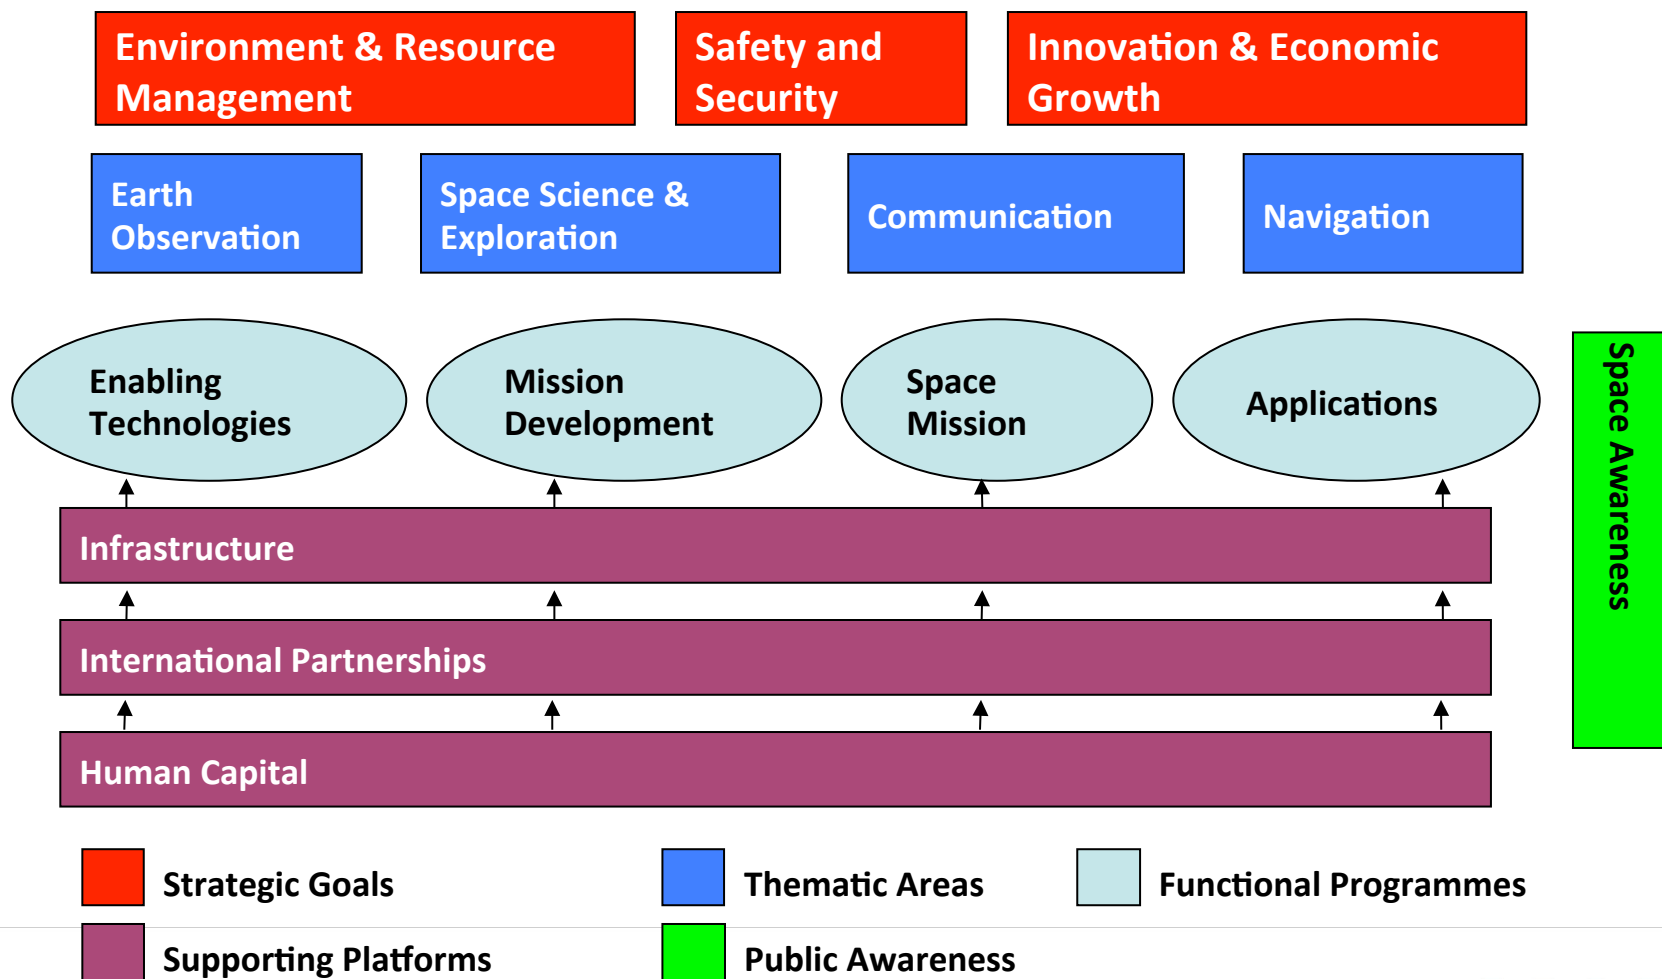 Environment & Resource
Management
Safety and
Security
Innovation & Economic
Growth
Earth
Observation
Space Science &
Exploration
Communication
Navigation
Enabling
Technologies
Mission
Development
Space
Mission
Applications
Space Awareness
Infrastructure
International Partnerships
Human Capital
Strategic Goals
Thematic Areas
Functional Programmes
Supporting Platforms
Public Awareness